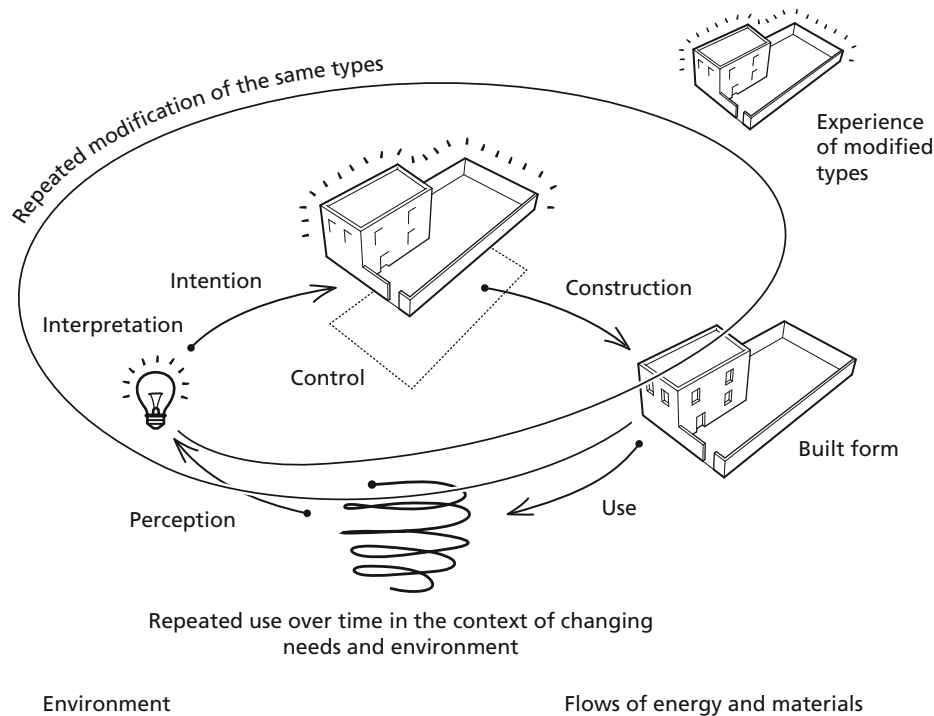 Repeated modification of the same types
Experience
of modified
types
Intention
Construction
Interpretation
Control
Built form
Use
Perception
Repeated use over time in the context of changing
needs and environment
Environment
Flows of energy and materials